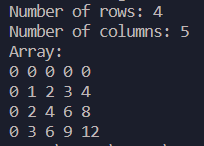 Number of rows: 4
Number of columns: 5
Array:
0 0 0 0 0
0 1 2 3 4
0 2 4 6 8
0 3 6 9 12